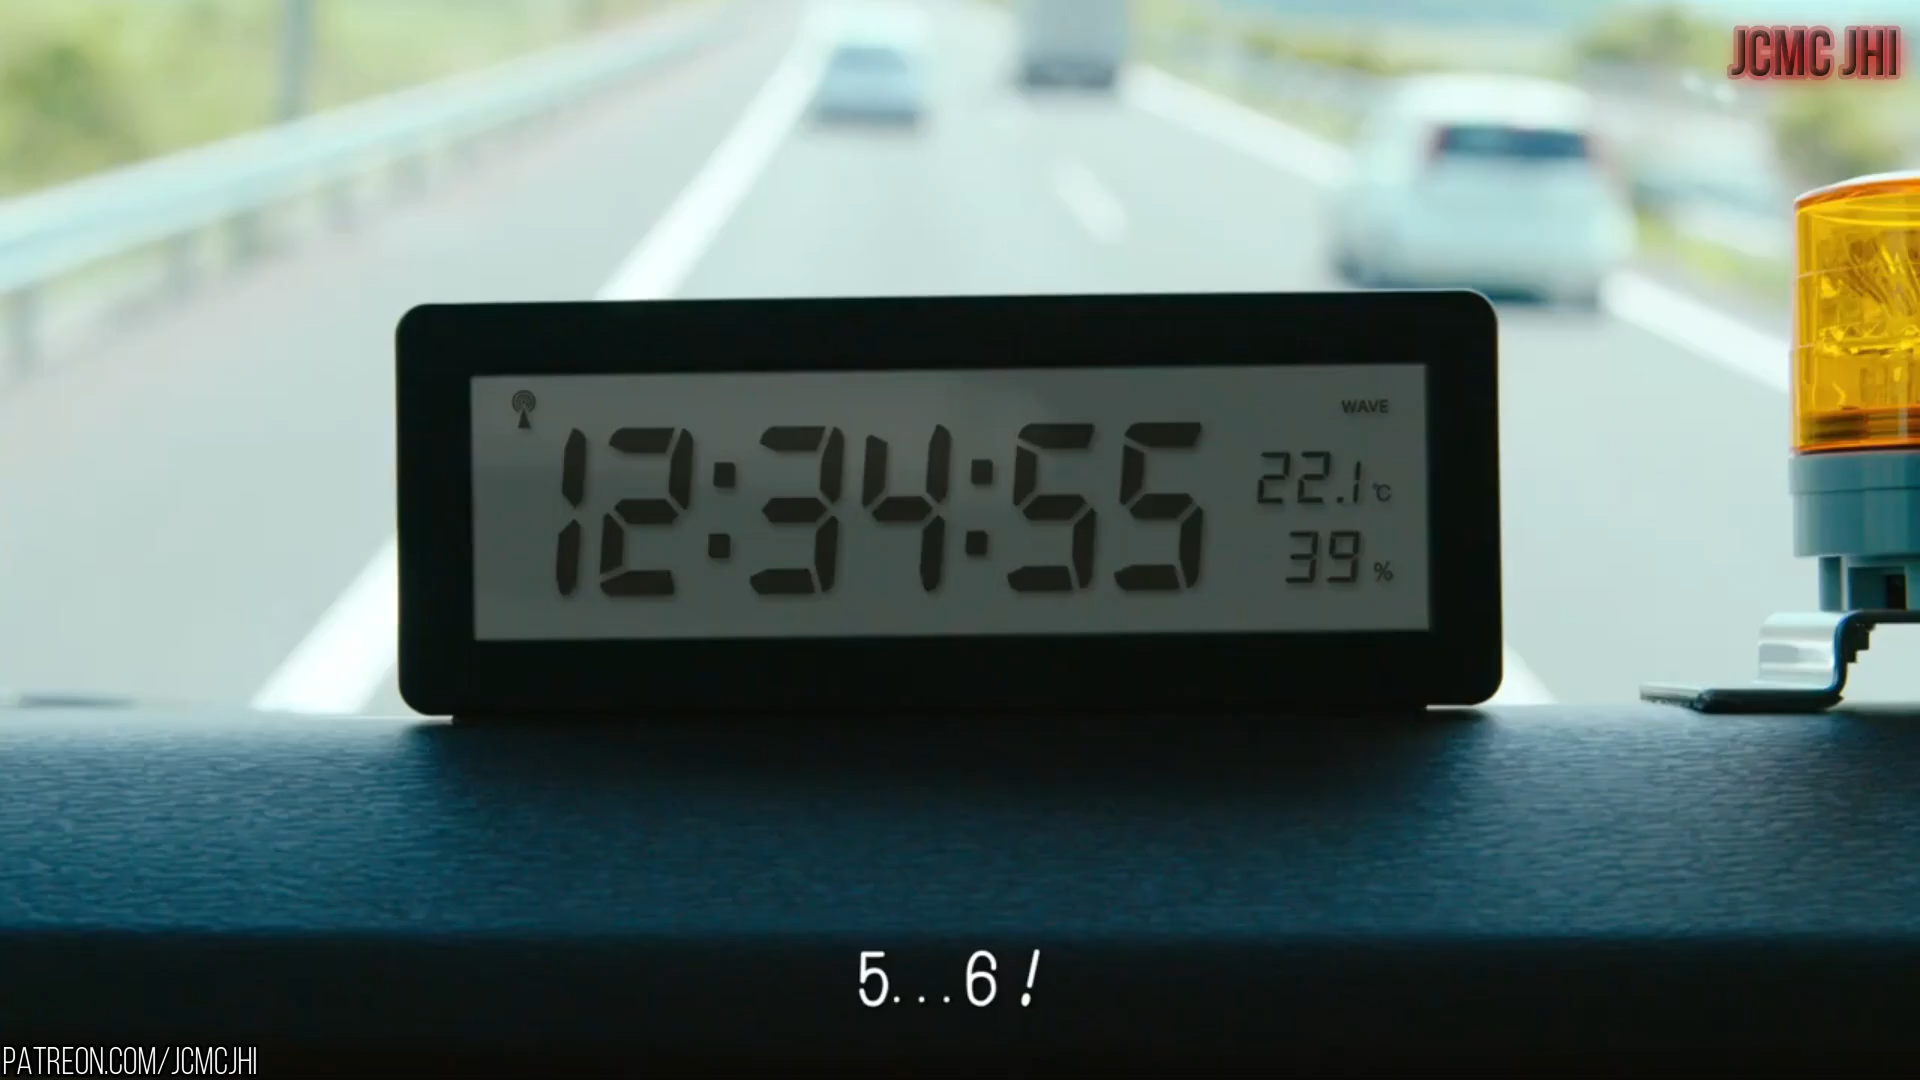 JCMC JHI
WAVE
12:34:55
22.1 °C
39 %
5...6!
PATREON.COM/JCMCJHI